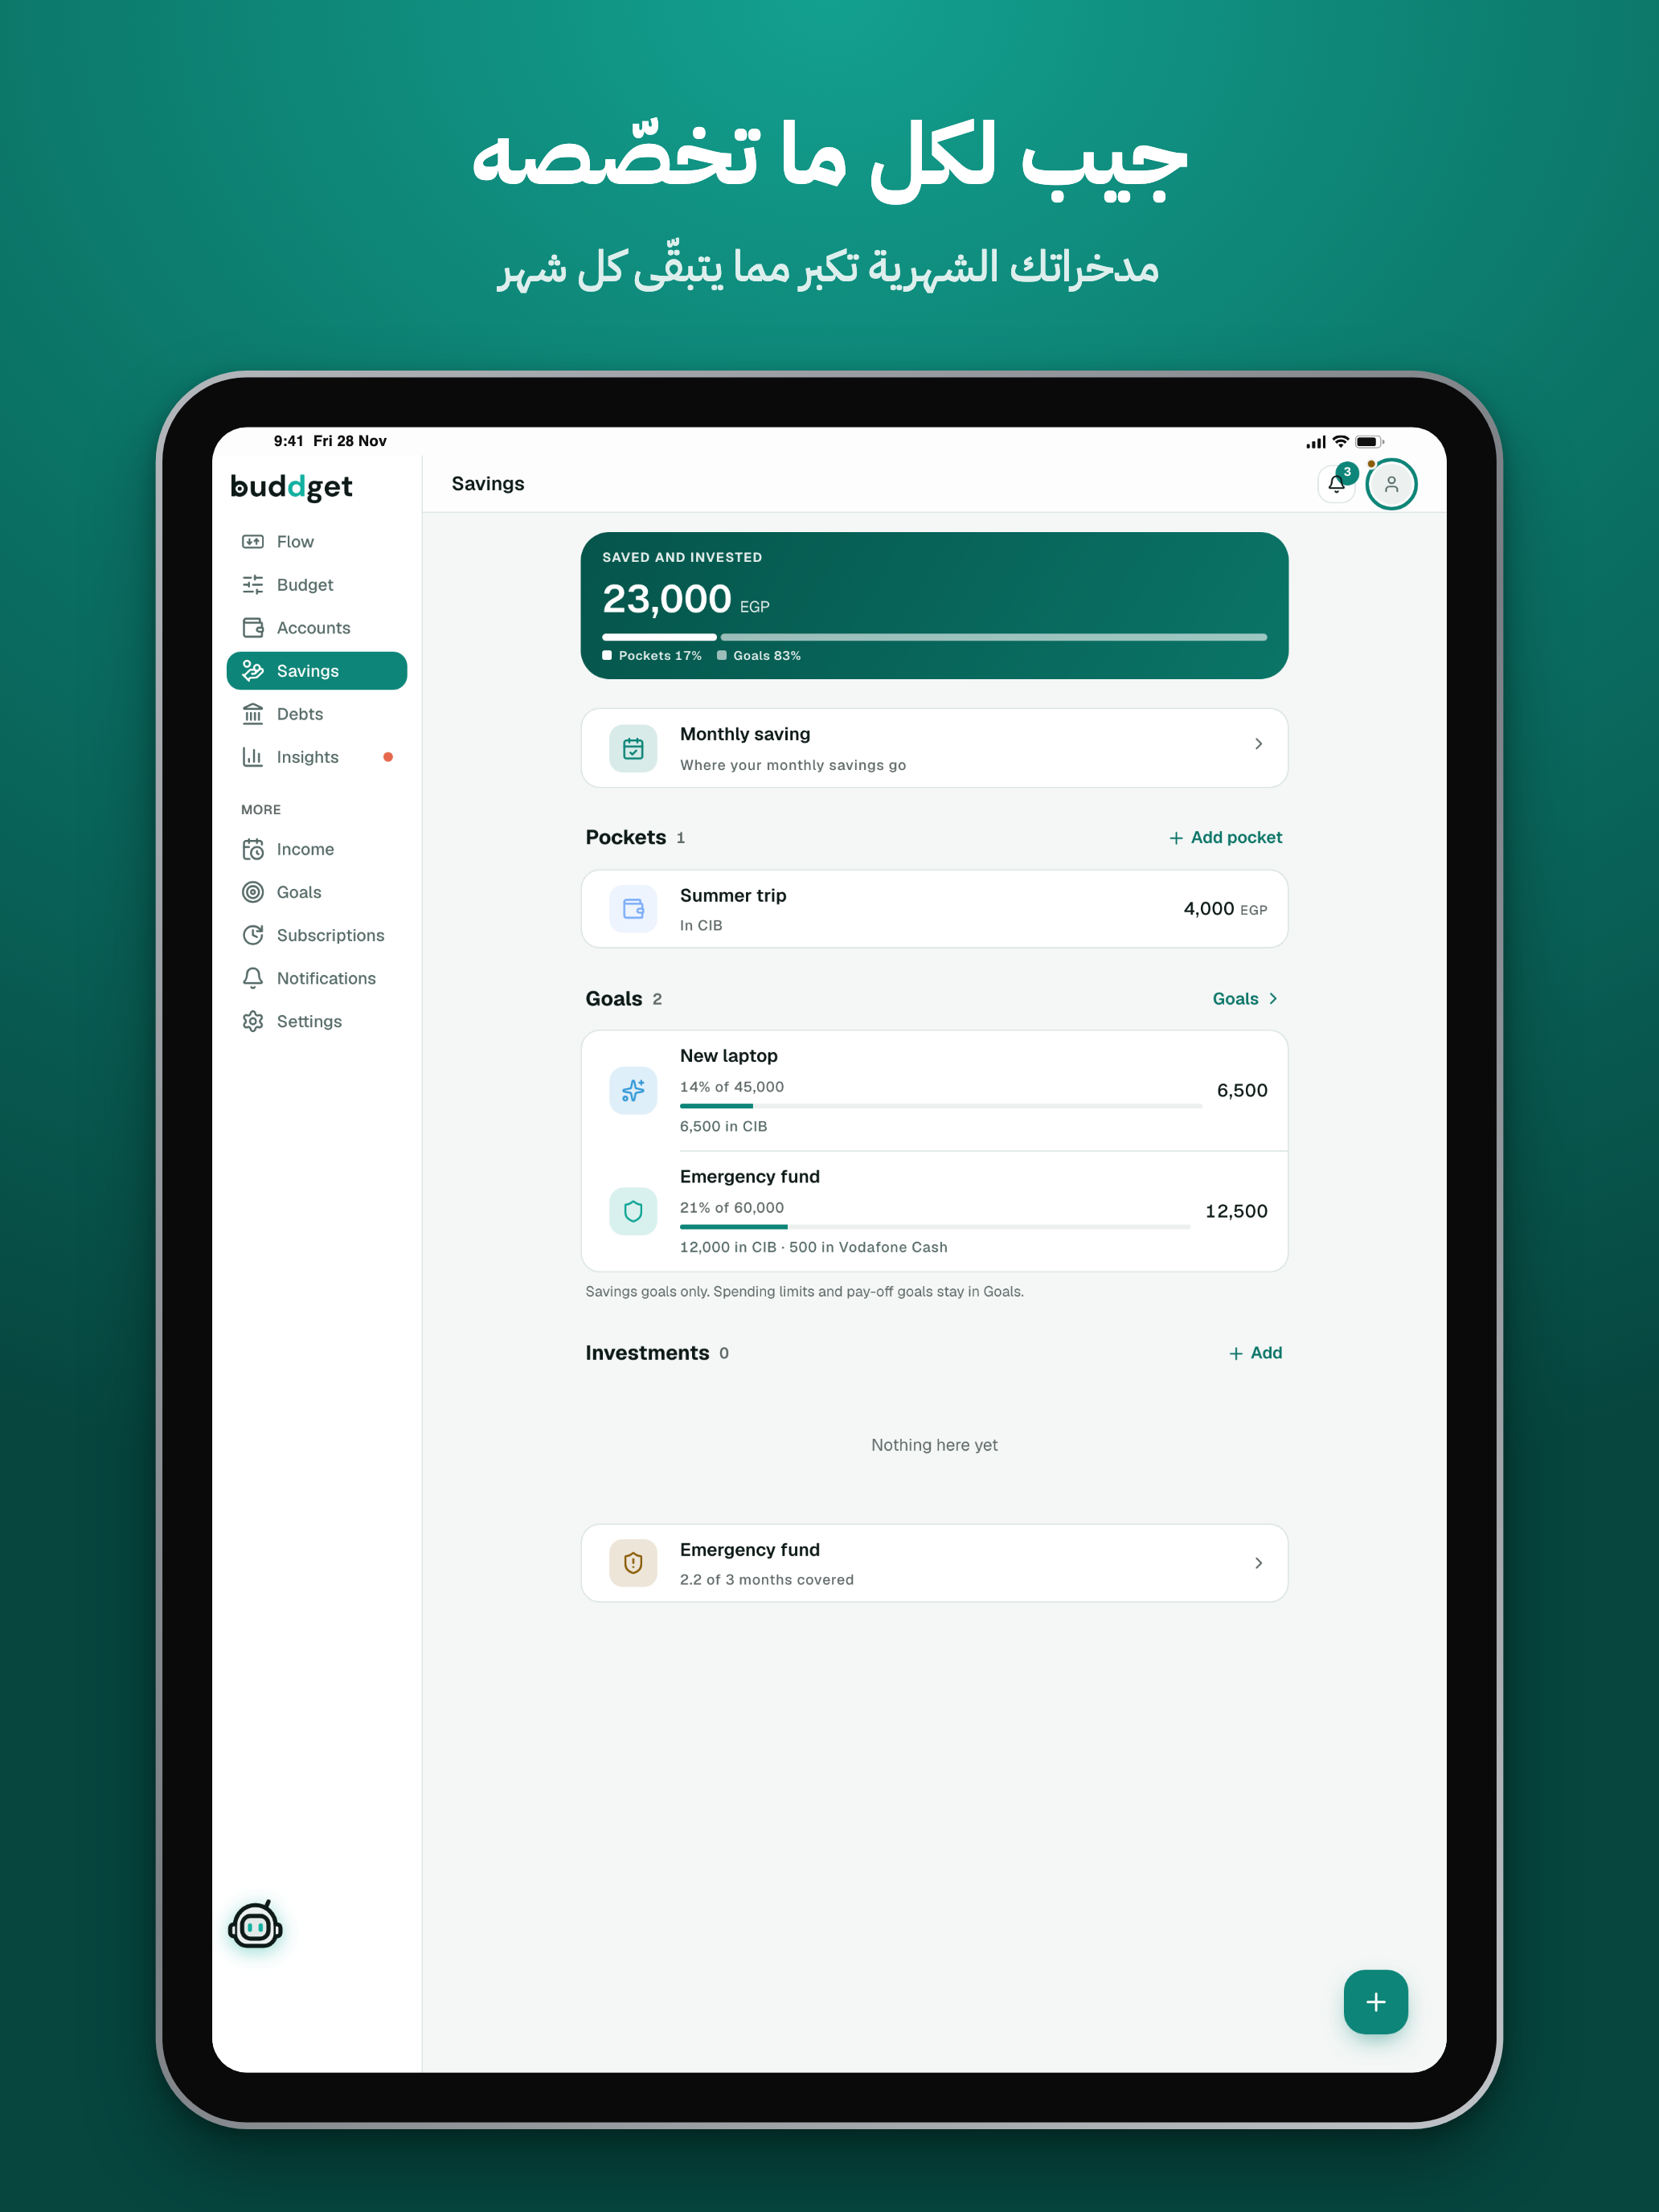 جيب لكل ما تخصّصه
مدخراتك الشهرية تكبر مما يتبقّى كل شهر
9:41 Fri 28 Nov
buddget
Flow
Budget
Accounts
Savings
Debts
Insights
MORE
Income
Goals
Subscriptions
Notifications
Settings
Savings
3
SAVED AND INVESTED
23,000 EGP
Pockets 17% Goals 83%
Monthly saving
Where your monthly savings go
Pockets 1 + Add pocket
Summer trip
In CIB
4,000 EGP
Goals 2 Goals
New laptop
14% of 45,000
6,500
6,500 in CIB
Emergency fund
21% of 60,000
12,500
12,000 in CIB · 500 in Vodafone Cash
Savings goals only. Spending limits and pay-off goals stay in Goals.
Investments 0 + Add
Nothing here yet
Emergency fund
2.2 of 3 months covered